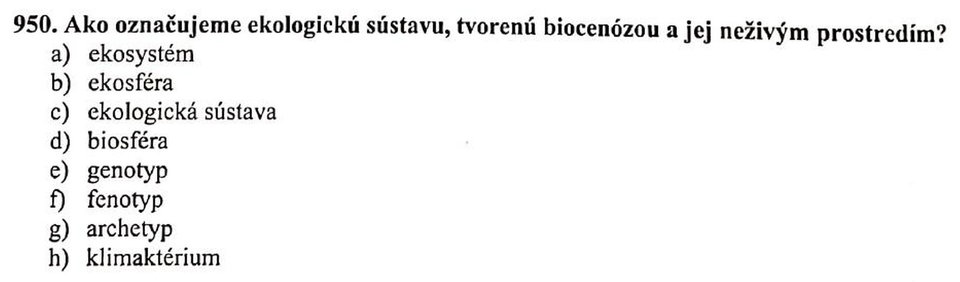 950. Ako označujeme ekologickú sústavu, tvorenú biocenózou a jej neživým prostredím?
a) ekosystém
b) ekosféra
c) ekologická sústava
d) biosféra
e) genotyp
f) fenotyp
g) archetyp
h) klimaktérium